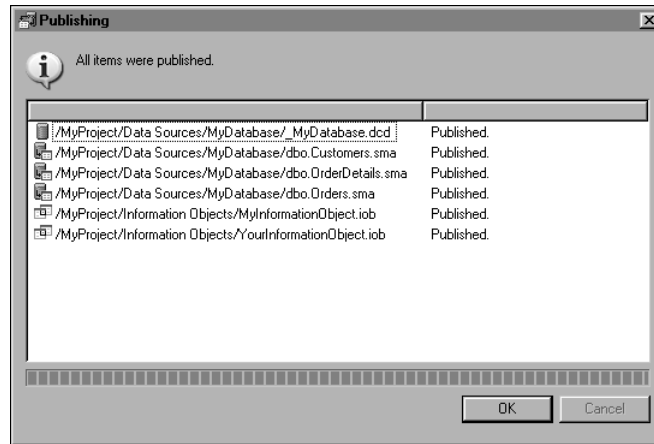 Publishing
All items were published.
/MyProject/Data Sources/MyDatabase/_MyDatabase.dcd Published.
/MyProject/Data Sources/MyDatabase/dbo.Customers.sma Published.
/MyProject/Data Sources/MyDatabase/dbo.OrderDetails.sma Published.
/MyProject/Data Sources/MyDatabase/dbo.Orders.sma Published.
/MyProject/Information Objects/MyInformationObject.iob Published.
/MyProject/Information Objects/YourInformationObject.iob Published.
OK Cancel